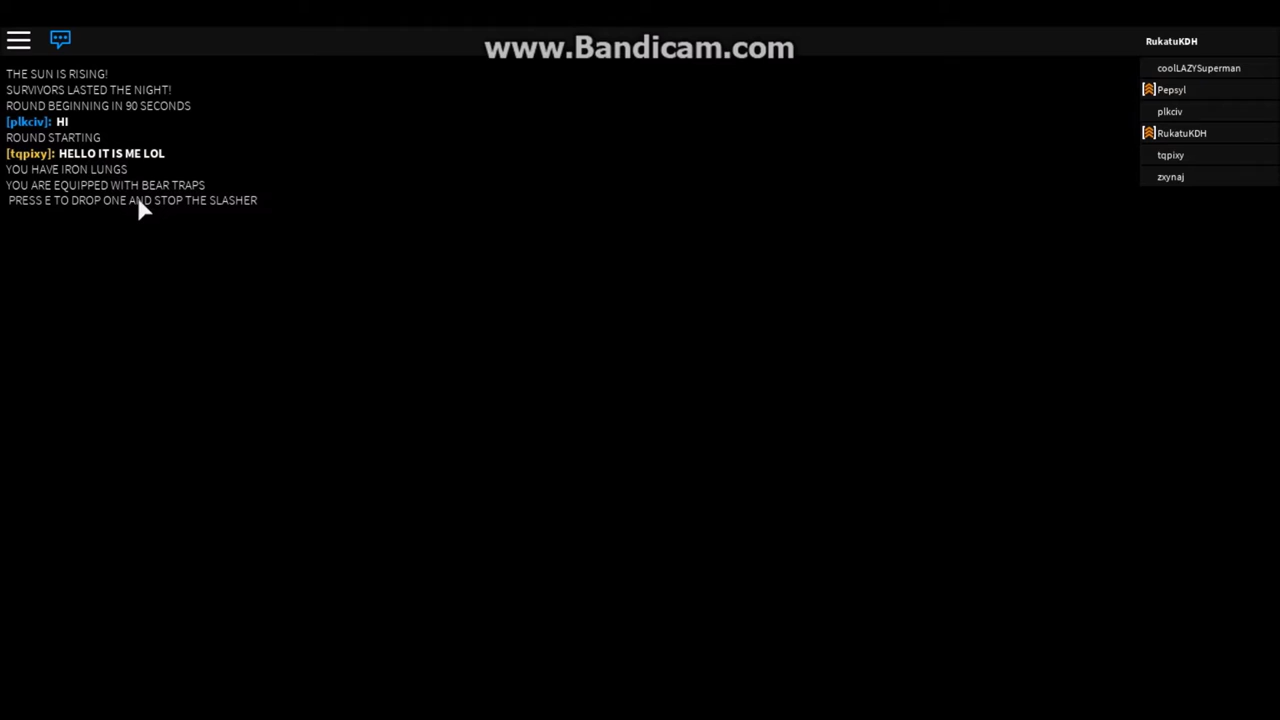 www.Bandicam.com
THE SUN IS RISING!
SURVIVORS LASTED THE NIGHT!
ROUND BEGINNING IN 90 SECONDS
[plkciv]: HI
ROUND STARTING
[tqpixy]: HELLO IT IS ME LOL
YOU HAVE IRON LUNGS
YOU ARE EQUIPPED WITH BEAR TRAPS
PRESS E TO DROP ONE AND STOP THE SLASHER
RukatuKDH
coolLAZYSuperman
Pepsyl
plkciv
RukatuKDH
tqpixy
zxynaj